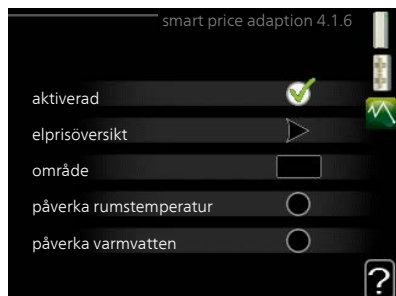 smart price adaption 4.1.6
aktiverad
elprisöversikt
område
påverka rumstemperatur
påverka varmvatten
?